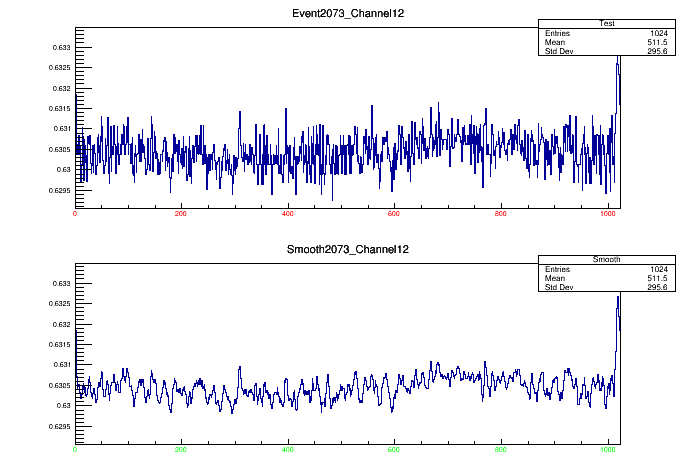 Event2073_Channel12
Test
Entries 1024
Mean 511.5
Std Dev 295.6
0.633
0.6325
0.632
0.6315
0.631
0.6305
0.63
0.6295
0 200 400 600 800 1000
Smooth2073_Channel12
Smooth
Entries 1024
Mean 511.5
Std Dev 295.6
0.633
0.6325
0.632
0.6315
0.631
0.6305
0.63
0.6295
0 200 400 600 800 1000